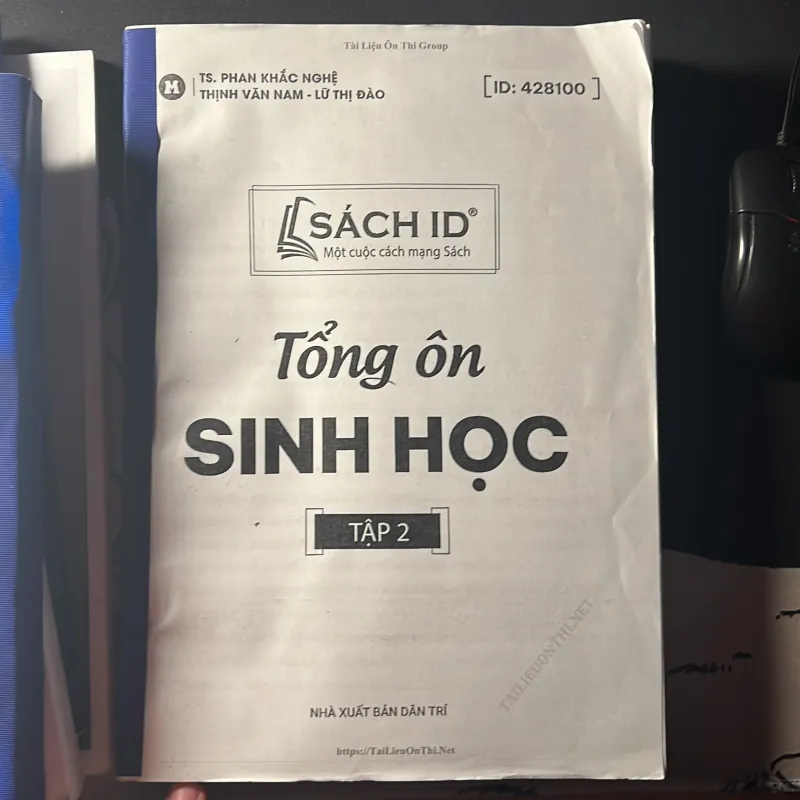 Tài Liệu Ôn Thi Group
M
TS. PHAN KHẮC NGHỆ
THỊNH VĂN NAM - LỮ THỊ ĐÀO
[ID: 428100]
SÁCH ID®
Một cuộc cách mạng Sách
Tổng ôn
SINH HỌC
[TẬP 2]
TAILIEUONTHI.NET
NHÀ XUẤT BẢN DÂN TRÍ
https://TaiLieuOnThi.Net